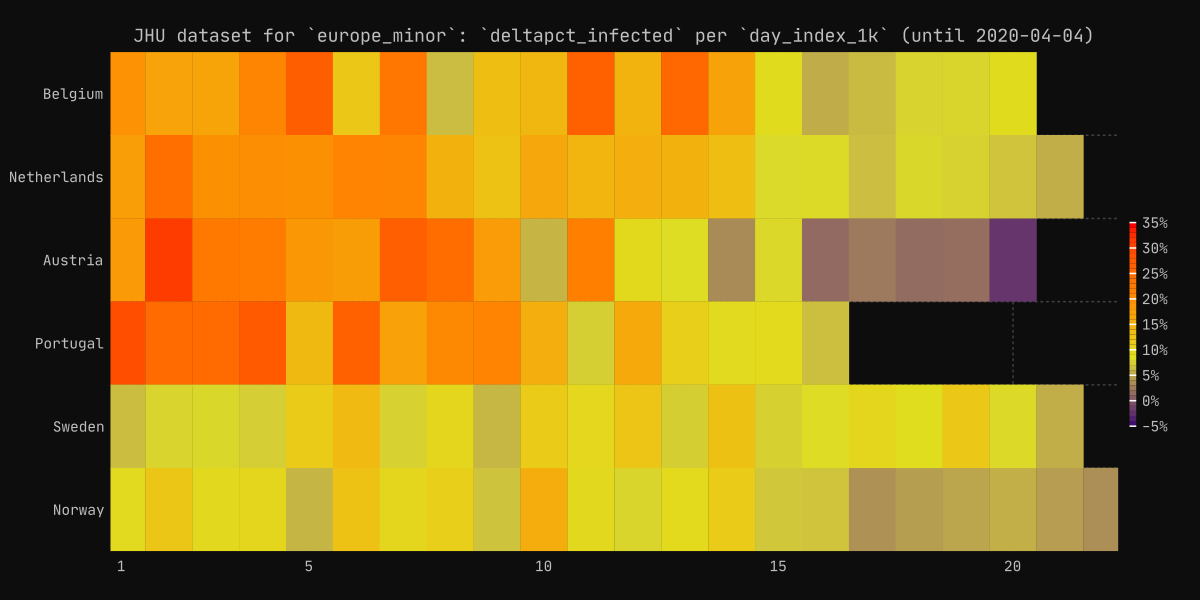 JHU dataset for `europe_minor`: `deltapct_infected` per `day_index_1k` (until 2020-04-04)
Belgium
Netherlands
Austria
Portugal
Sweden
Norway
35%
30%
25%
20%
15%
10%
5%
0%
-5%
1 5 10 15 20